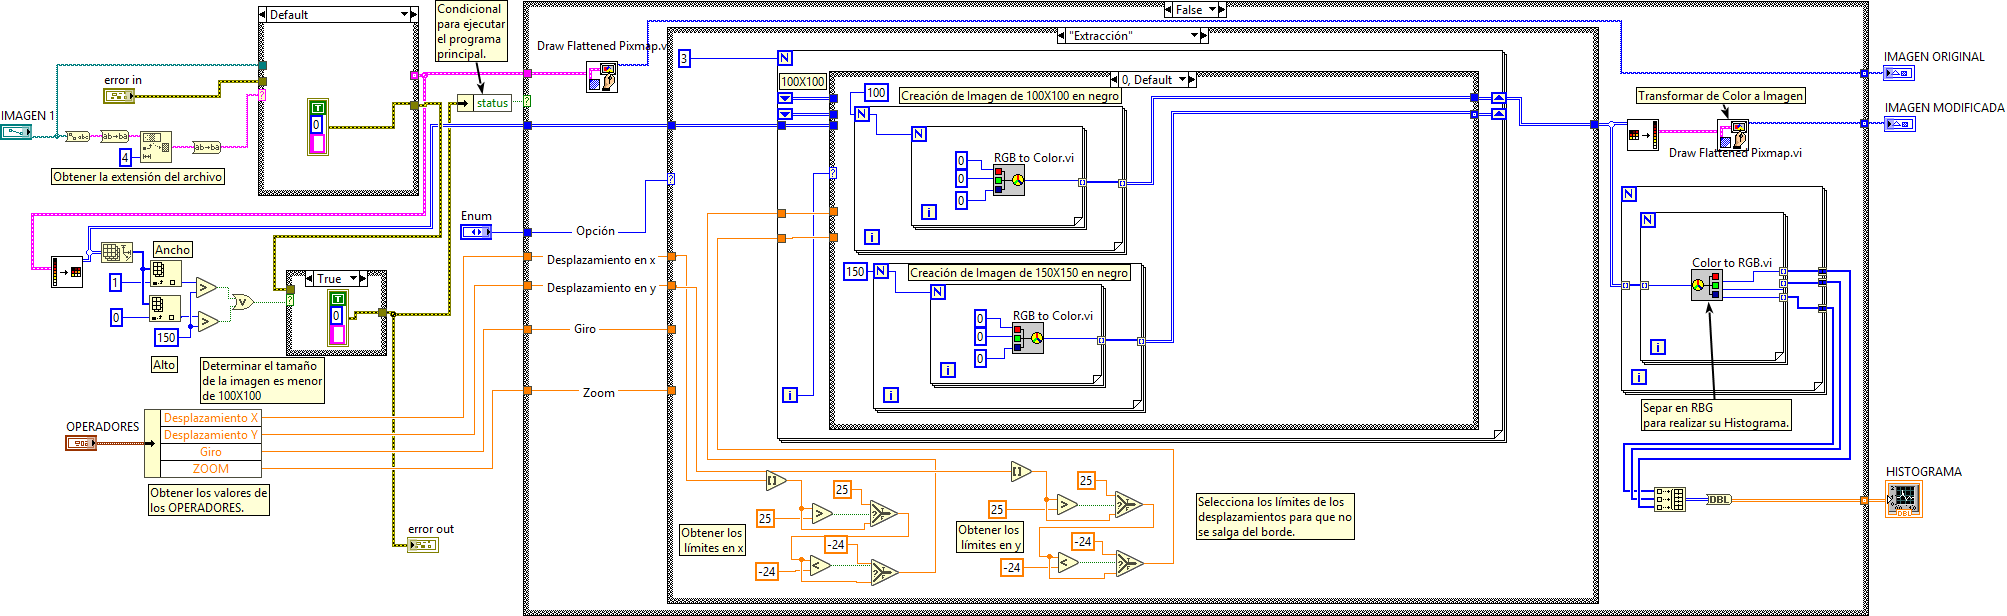 Default
Condicional
para ejecutar
el programa
principal.
False
Draw Flattened Pixmap.vi
"Extracción"
IMAGEN ORIGINAL
3
N
error in
100X100
0, Default
100
Creación de Imagen de 100X100 en negro
Transformar de Color a Imagen
status
T
0
IMAGEN 1
IMAGEN MODIFICADA
N
N
4
Obtener la extensión del archivo
RGB to Color.vi
0
0
0
Draw Flattened Pixmap.vi
N
i
i
N
Enum
Opción
Ancho
1
0
150
Alto
True
T
0
Desplazamiento en x
Desplazamiento en y
Giro
Zoom
150
N
Creación de Imagen de 150X150 en negro
N
RGB to Color.vi
0
0
0
i
i
i
Color to RGB.vi
i
i
Determinar el tamaño
de la imagen es menor
de 100X100
Separ en RBG
para realizar su Histograma.
OPERADORES
Desplazamiento X
Desplazamiento Y
Giro
ZOOM
Obtener los valores de
los OPERADORES.
error out
25
25
Obtener los
límites en x
-24
-24
25
25
Obtener los
límites en y
-24
-24
Selecciona los límites de los
desplazamientos para que no
se salga del borde.
DBL
HISTOGRAMA
DBL